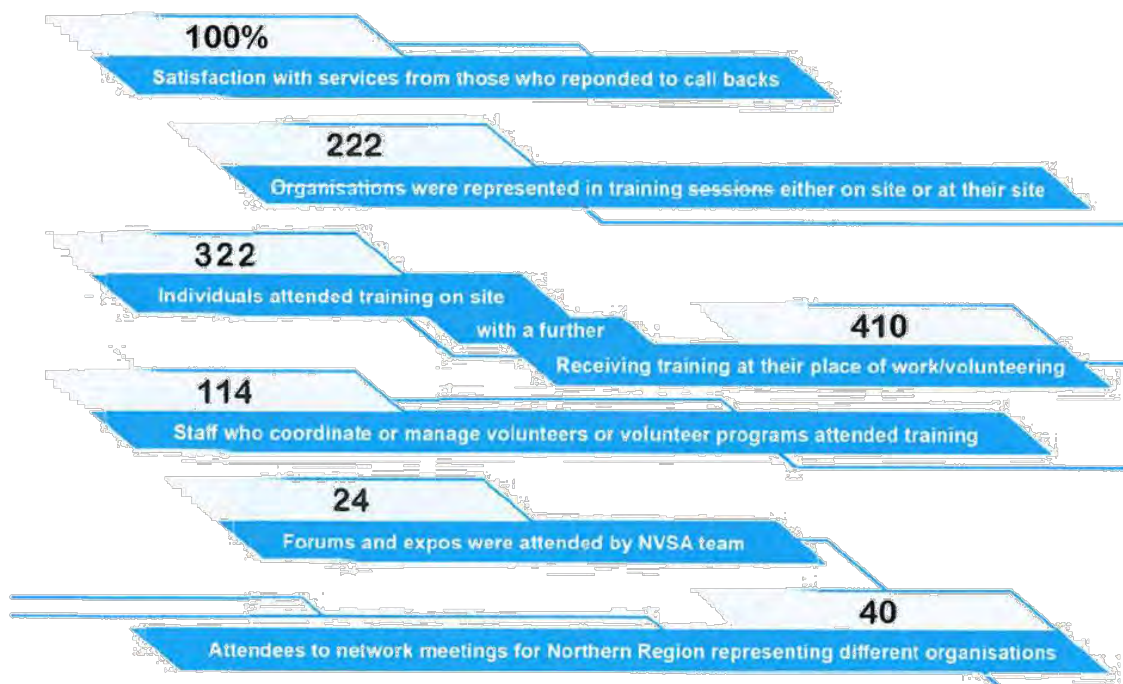 100%
Satisfaction with services from those who reponded to call backs
222
Organisations were represented in training sessions either on site or at their site
322
Individuals attended training on site
with a further
410
Receiving training at their place of work/volunteering
114
Staff who coordinate or manage volunteers or volunteer programs attended training
24
Forums and expos were attended by NVSA team
40
Attendees to network meetings for Northern Region representing different organisations